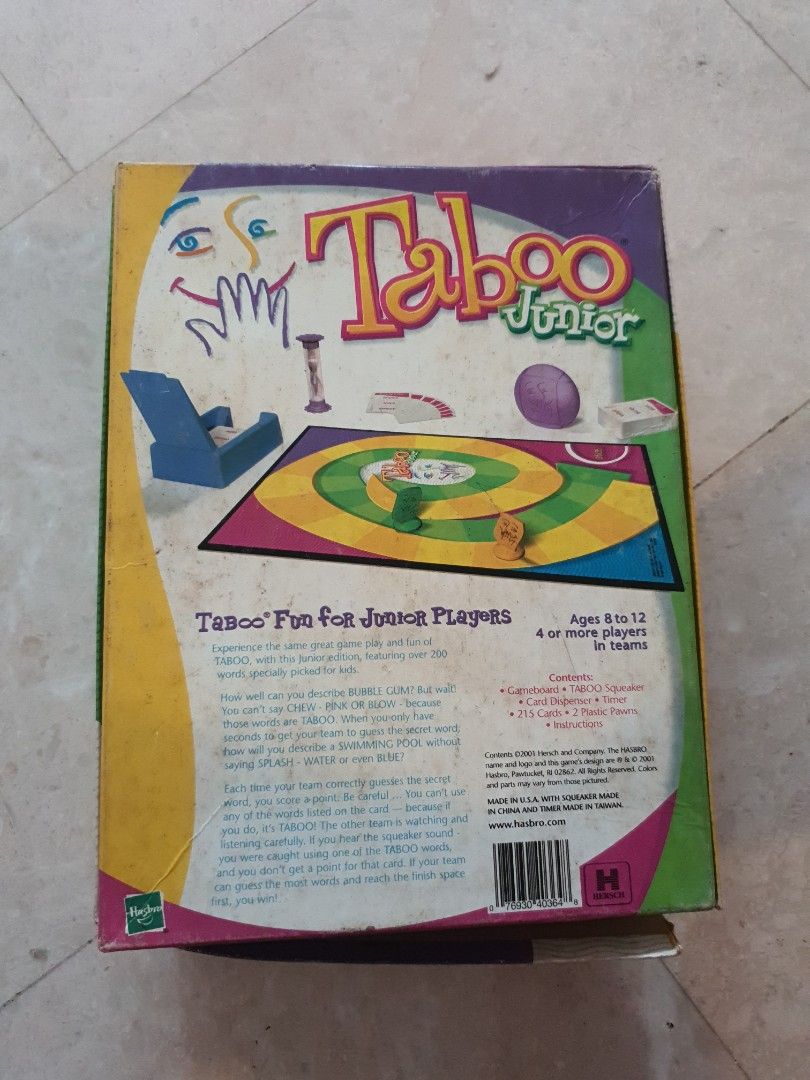 Taboo®
Junior
Taboo
Taboo® Fun for Junior Players
Experience the same great game play and fun of
TABOO, with this Junior edition, featuring over 200
words specially picked for kids.
How well can you describe BUBBLE GUM? But wait!
You can't say CHEW - PINK OR BLOW - because
those words are TABOO. When you only have
seconds to get your team to guess the secret word,
how will you describe a SWIMMING POOL without
saying SPLASH - WATER or even BLUE?
Each time your team correctly guesses the secret
word, you score a point. Be careful ... You can't use
any of the words listed on the card — because if
you do, it's TABOO! The other team is watching and
listening carefully. If you hear the squeaker sound -
you were caught using one of the TABOO words,
and you don't get a point for that card. If your team
can guess the most words and reach the finish space
first, you win!
Ages 8 to 12
4 or more players
in teams
Contents:
• Gameboard • TABOO Squeaker
• Card Dispenser • Timer
• 215 Cards • 2 Plastic Pawns
• Instructions
Contents ©2001 Hersch and Company. The HASBRO
name and logo and this game's design are ® & © 2001
Hasbro, Pawtucket, RI 02862. All Rights Reserved. Colors
and parts may vary from those pictured.
MADE IN U.S.A. WITH SQUEAKER MADE
IN CHINA AND TIMER MADE IN TAIWAN.
www.hasbro.com
0 76930 40364 8
H
HERSCH
Hasbro